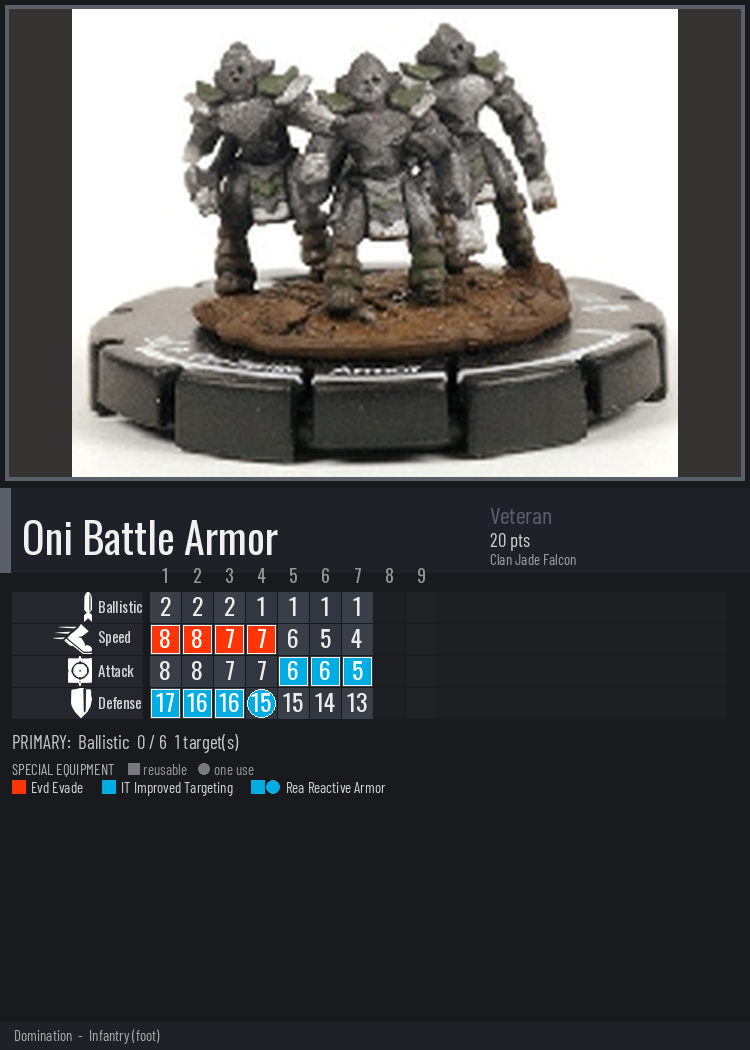 Armor
Oni Battle Armor
Veteran
20 pts
Clan Jade Falcon
1 2 3 4 5 6 7 8 9
Ballistic 2 2 2 1 1 1 1
Speed 8 8 7 7 6 5 4
Attack 8 8 7 7 6 6 5
Defense 17 16 16 15 15 14 13
PRIMARY: Ballistic 0 / 6 1 target(s)
SPECIAL EQUIPMENT reusable one use
Evd Evade IT Improved Targeting Rea Reactive Armor
Domination - Infantry (foot)